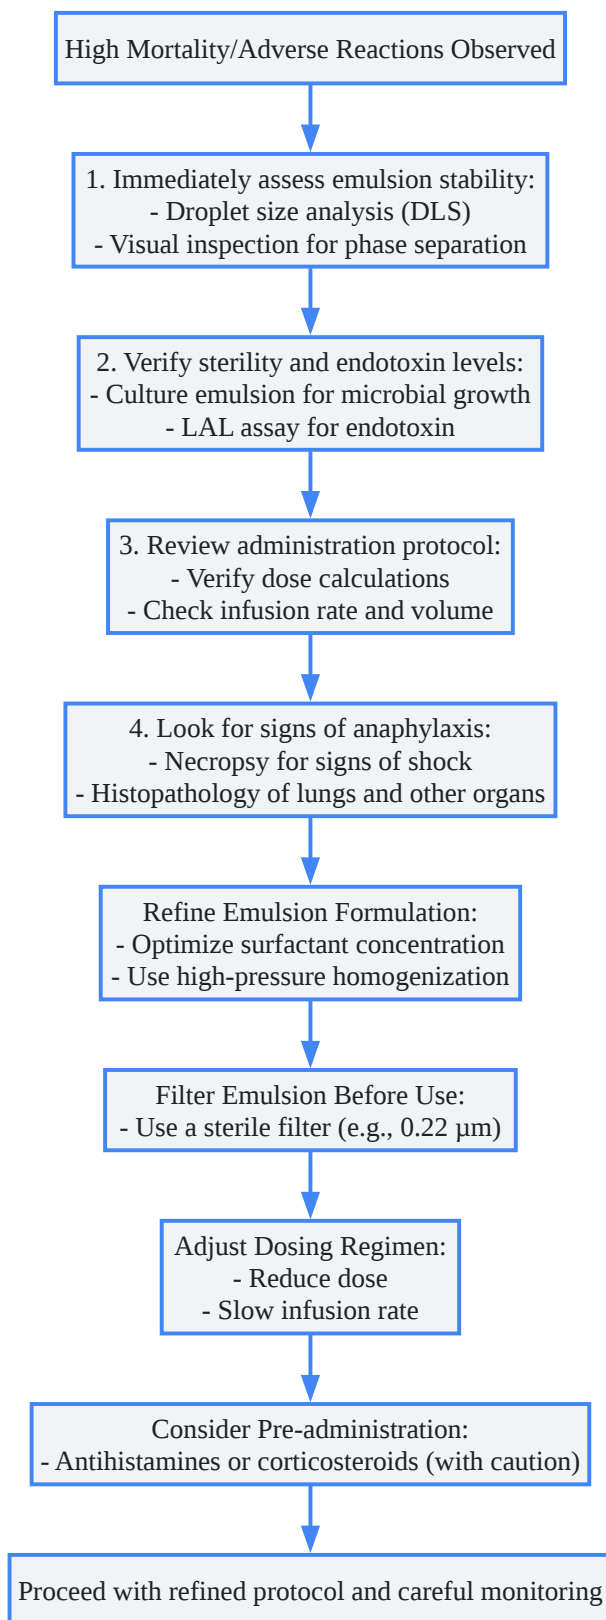 High Mortality/Adverse Reactions Observed
1. Immediately assess emulsion stability:
- Droplet size analysis (DLS)
- Visual inspection for phase separation
2. Verify sterility and endotoxin levels:
- Culture emulsion for microbial growth
- LAL assay for endotoxin
3. Review administration protocol:
- Verify dose calculations
- Check infusion rate and volume
4. Look for signs of anaphylaxis:
- Necropsy for signs of shock
- Histopathology of lungs and other organs
Refine Emulsion Formulation:
- Optimize surfactant concentration
- Use high-pressure homogenization
Filter Emulsion Before Use:
- Use a sterile filter (e.g., 0.22 µm)
Adjust Dosing Regimen:
- Reduce dose
- Slow infusion rate
Consider Pre-administration:
- Antihistamines or corticosteroids (with caution)
Proceed with refined protocol and careful monitoring